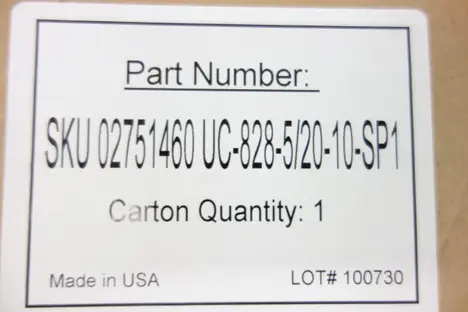 Part Number:
SKU 02751460 UC-828-5/20-10-SP1
Carton Quantity: 1
Made in USA
LOT# 100730